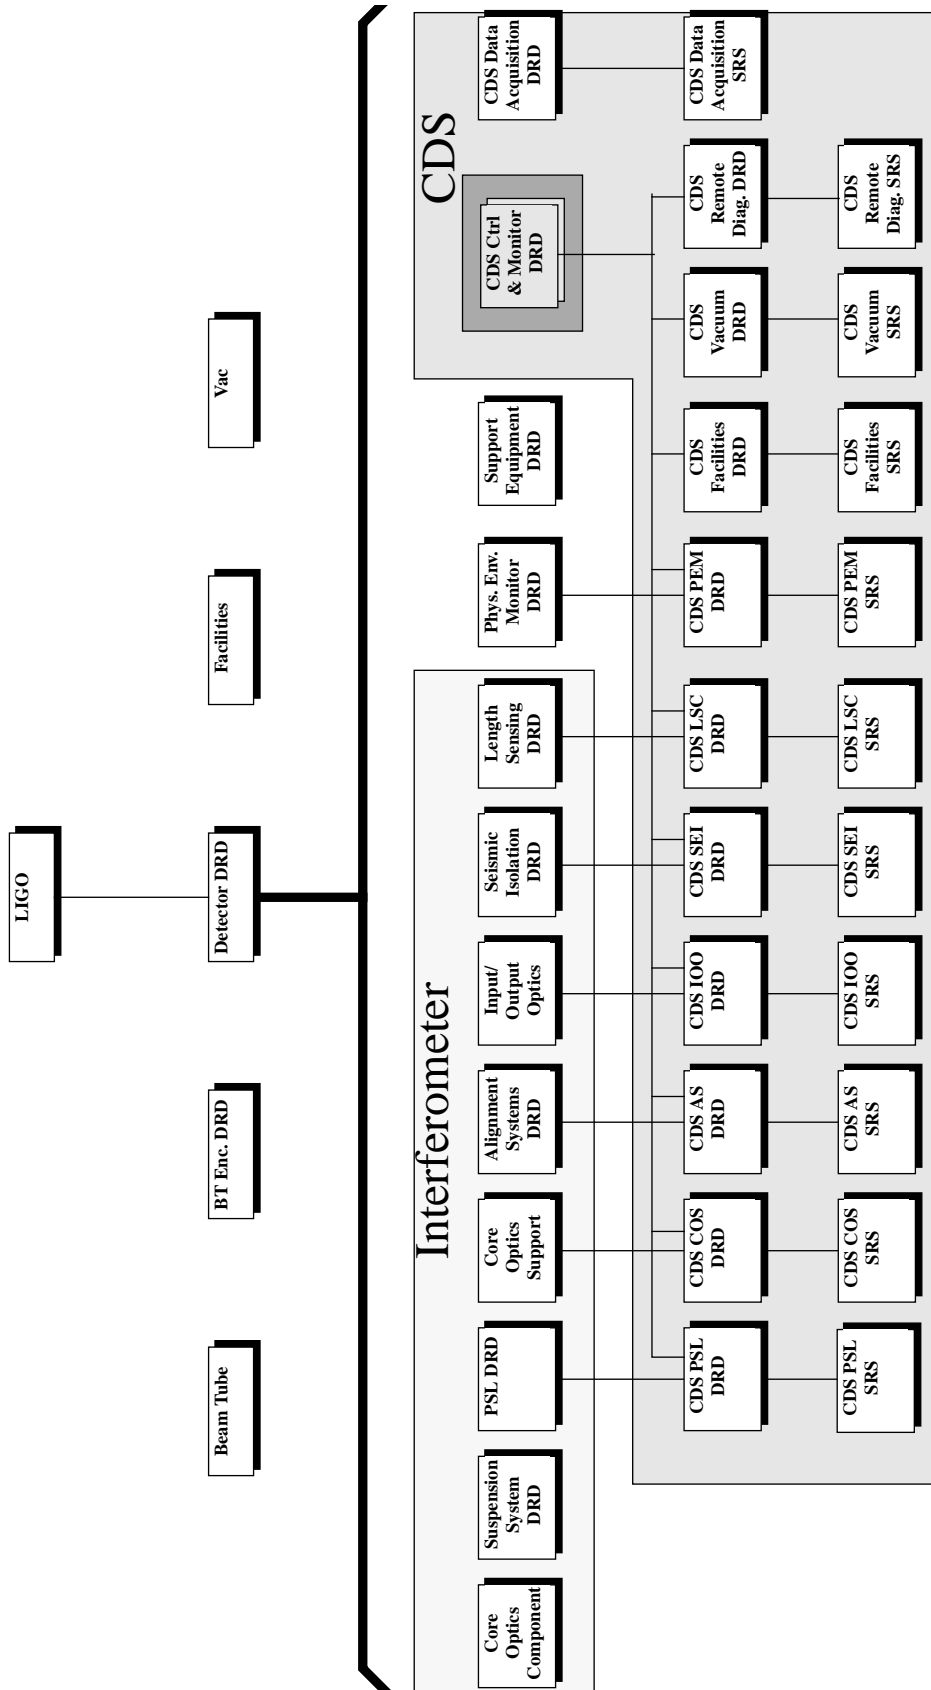 LIGO
Beam Tube
BT Enc. DRD
Detector DRD
Facilities
Vac
Interferometer
CDS
Core
Optics
Component
Suspension
System
DRD
PSL DRD
Core
Optics
Support
Alignment
Systems
DRD
Input/
Output
Optics
Seismic
Isolation
DRD
Length
Sensing
DRD
Phys. Env.
Monitor
DRD
Support
Equipment
DRD
CDS Ctrl
& Monitor
DRD
CDS Data
Acquisition
DRD
CDS PSL
DRD
CDS COS
DRD
CDS AS
DRD
CDS IOO
DRD
CDS SEI
DRD
CDS LSC
DRD
CDS PEM
DRD
CDS
Facilities
DRD
CDS
Vacuum
DRD
CDS
Remote
Diag. DRD
CDS Data
Acquisition
SRS
CDS PSL
SRS
CDS COS
SRS
CDS AS
SRS
CDS IOO
SRS
CDS SEI
SRS
CDS LSC
SRS
CDS PEM
SRS
CDS
Facilities
SRS
CDS
Vacuum
SRS
CDS
Remote
Diag. SRS